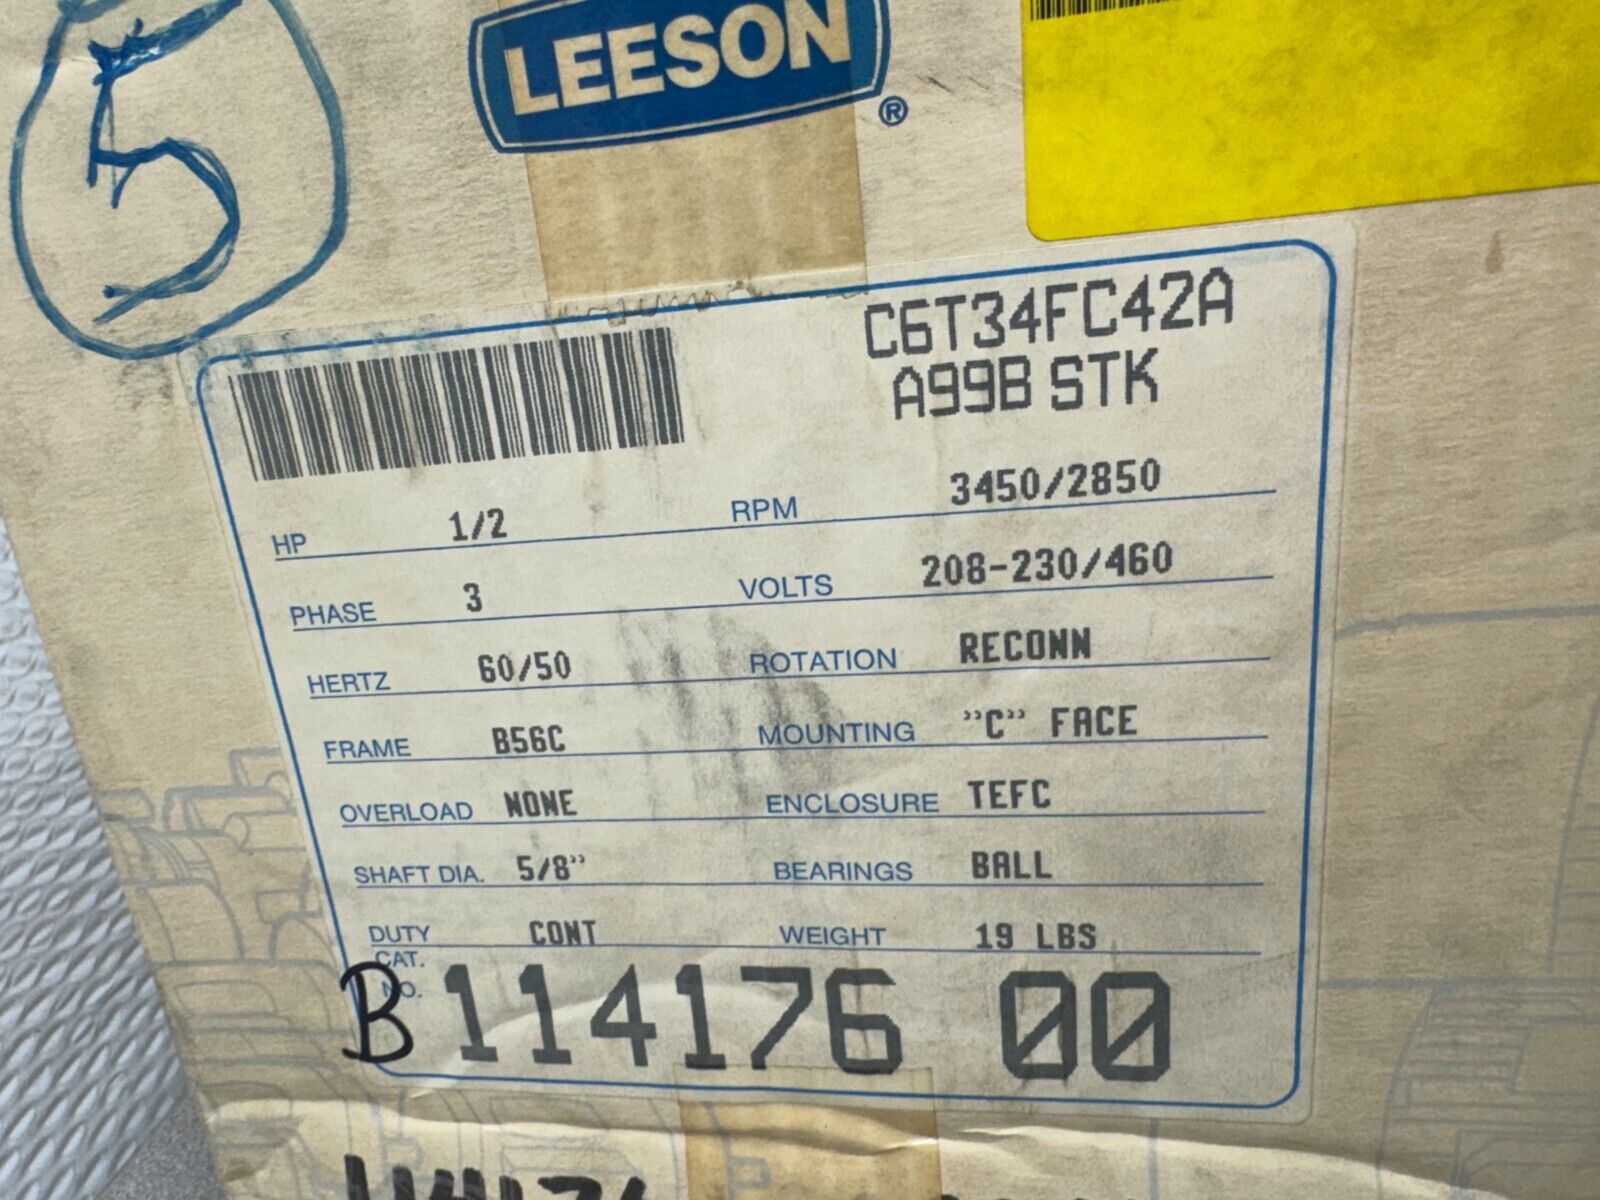 5
LEESON
®
C6T34FC42A
A99B STK
HP 1/2 RPM 3450/2850
PHASE 3 VOLTS 208-230/460
HERTZ 60/50 ROTATION RECONN
FRAME B56C MOUNTING "C" FACE
OVERLOAD NONE ENCLOSURE TEFC
SHAFT DIA. 5/8" BEARINGS BALL
DUTY CONT WEIGHT 19 LBS
CAT.
NO. B 114176 00